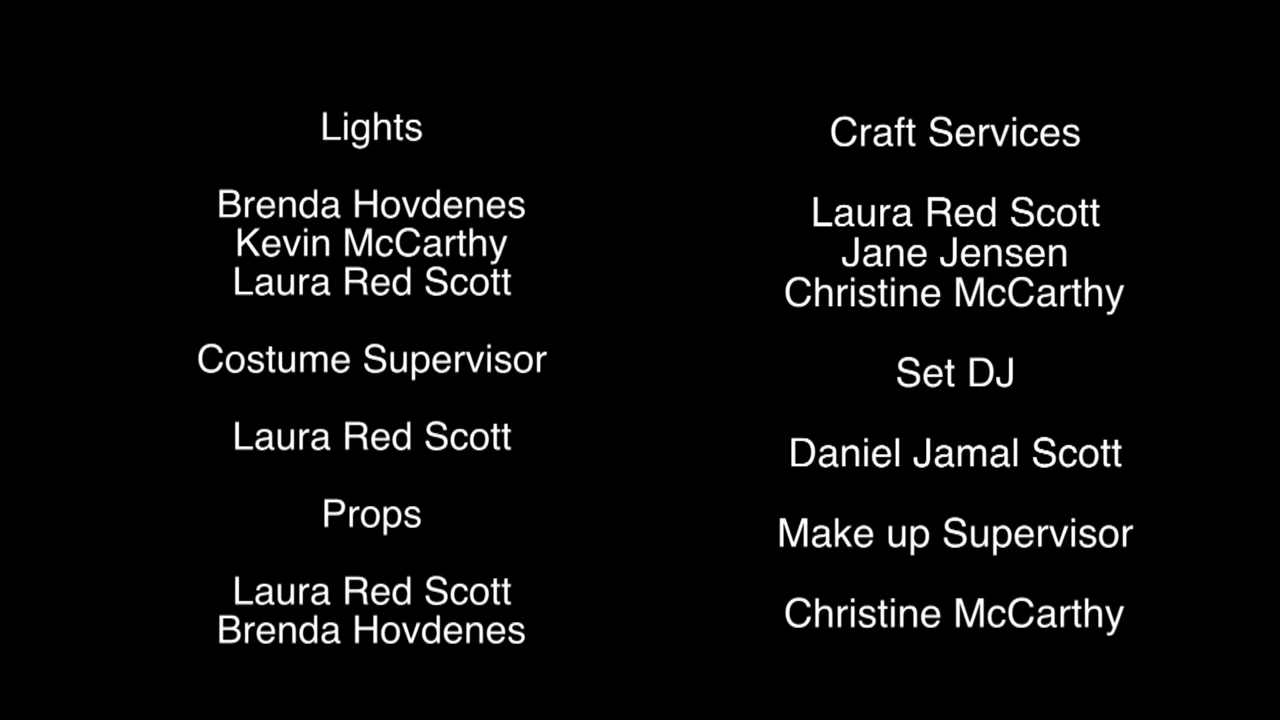 Lights
Brenda Hovdenes
Kevin McCarthy
Laura Red Scott
Costume Supervisor
Laura Red Scott
Props
Laura Red Scott
Brenda Hovdenes
Craft Services
Laura Red Scott
Jane Jensen
Christine McCarthy
Set DJ
Daniel Jamal Scott
Make up Supervisor
Christine McCarthy